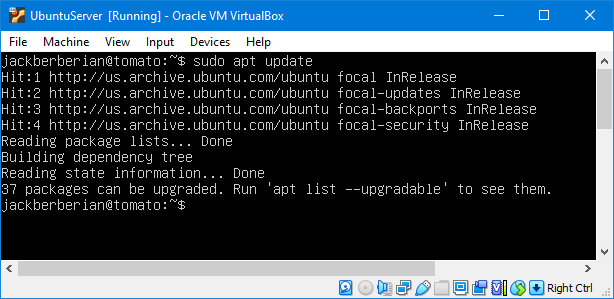 UbuntuServer [Running] - Oracle VM VirtualBox
File Machine View Input Devices Help
jackberberian@tomato:~$ sudo apt update
Hit:1 http://us.archive.ubuntu.com/ubuntu focal InRelease
Hit:2 http://us.archive.ubuntu.com/ubuntu focal-updates InRelease
Hit:3 http://us.archive.ubuntu.com/ubuntu focal-backports InRelease
Hit:4 http://us.archive.ubuntu.com/ubuntu focal-security InRelease
Reading package lists... Done
Building dependency tree
Reading state information... Done
37 packages can be upgraded. Run 'apt list --upgradable' to see them.
jackberberian@tomato:~$
Right Ctrl